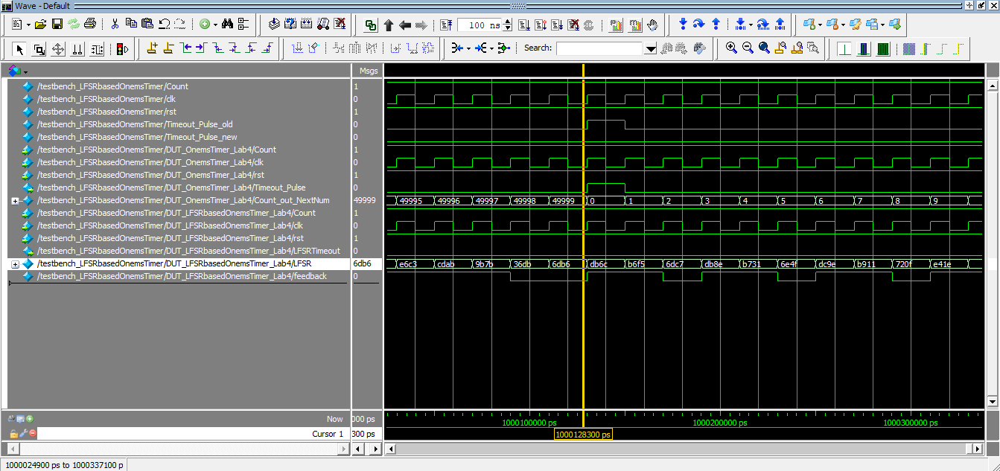 Wave - Default
100 ns
Search:
Msgs
/testbench_LFSRbasedOnemsTimer/Count 1
/testbench_LFSRbasedOnemsTimer/clk 0
/testbench_LFSRbasedOnemsTimer/rst 1
/testbench_LFSRbasedOnemsTimer/Timeout_Pulse_old 0
/testbench_LFSRbasedOnemsTimer/Timeout_Pulse_new 0
/testbench_LFSRbasedOnemsTimer/DUT_OnemsTimer_Lab4/Count 1
/testbench_LFSRbasedOnemsTimer/DUT_OnemsTimer_Lab4/clk 0
/testbench_LFSRbasedOnemsTimer/DUT_OnemsTimer_Lab4/rst 1
/testbench_LFSRbasedOnemsTimer/DUT_OnemsTimer_Lab4/Timeout_Pulse 0
/testbench_LFSRbasedOnemsTimer/DUT_OnemsTimer_Lab4/Count_out_NextNum 49999 49995 49996 49997 49998 49999 0 1 2 3 4 5 6 7 8 9
/testbench_LFSRbasedOnemsTimer/DUT_LFSRbasedOnemsTimer_Lab4/Count 1
/testbench_LFSRbasedOnemsTimer/DUT_LFSRbasedOnemsTimer_Lab4/clk 0
/testbench_LFSRbasedOnemsTimer/DUT_LFSRbasedOnemsTimer_Lab4/rst 1
/testbench_LFSRbasedOnemsTimer/DUT_LFSRbasedOnemsTimer_Lab4/LFSRTimeout 0
/testbench_LFSRbasedOnemsTimer/DUT_LFSRbasedOnemsTimer_Lab4/LFSR 6db6 e6c3 cdab 9b7b 36db 6db6 db6c b6f5 6dc7 db8e b731 6e4f dc9e b911 720f e41e
/testbench_LFSRbasedOnemsTimer/DUT_LFSRbasedOnemsTimer_Lab4/feedback 0
Now 000 ps 1000100000 ps 1000200000 ps 1000300000 ps
Cursor 1 300 ps 1000128300 ps
1000024900 ps to 1000337100 p